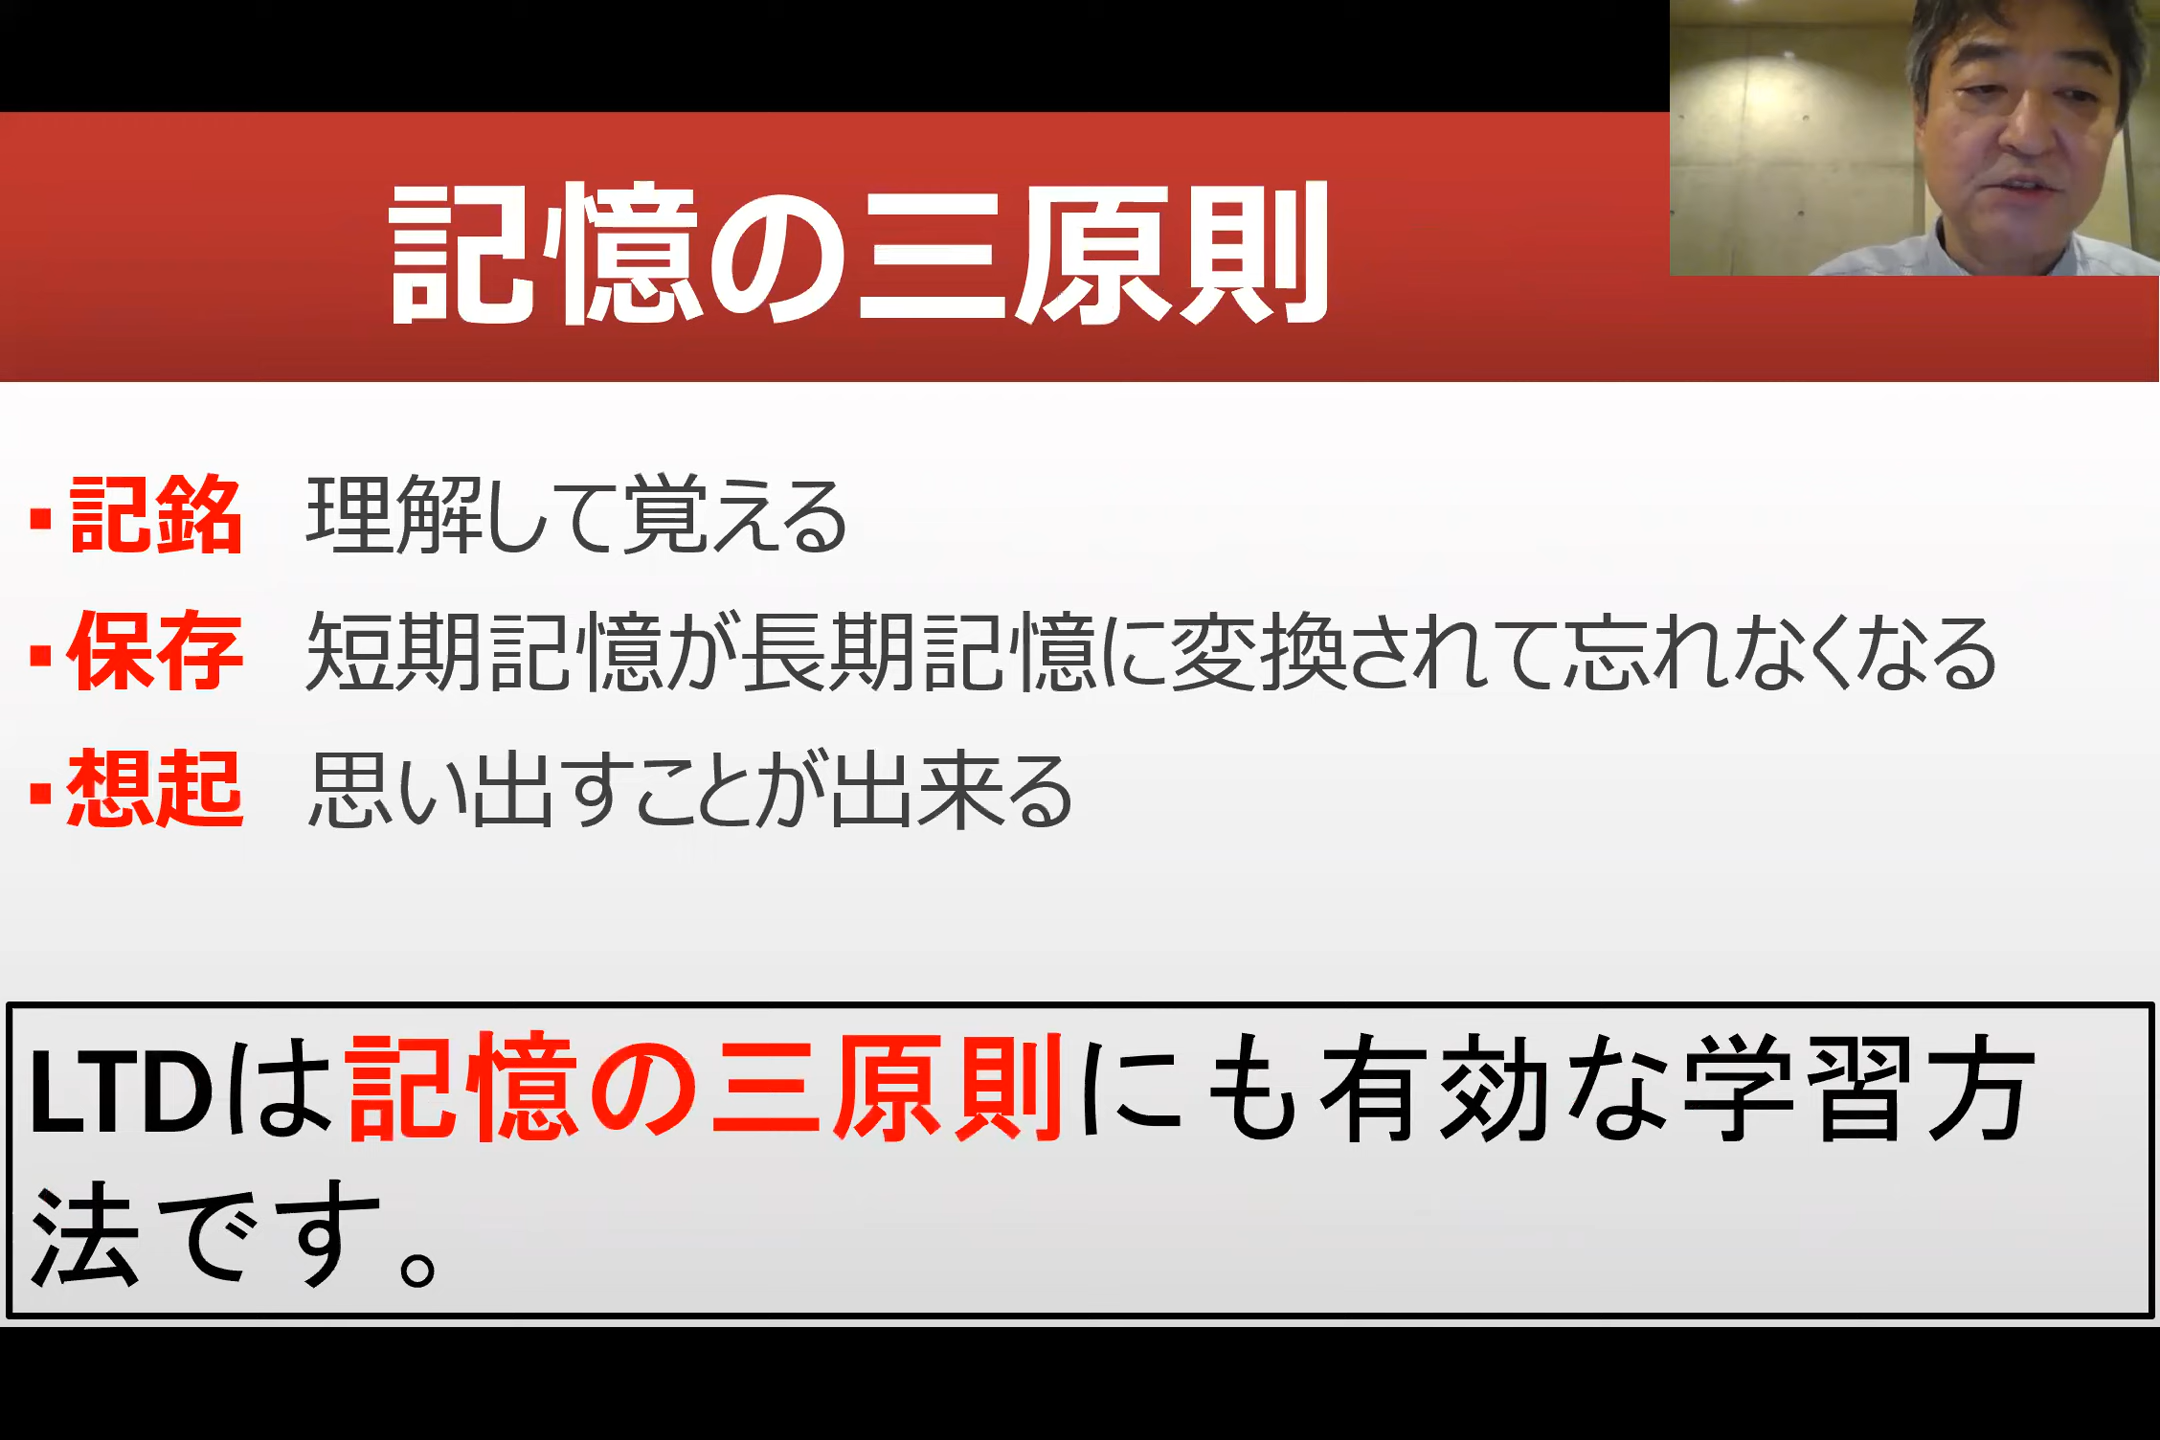 記憶の三原則
▪記銘 理解して覚える
▪保存 短期記憶が長期記憶に変換されて忘れなくなる
▪想起 思い出すことが出来る
LTDは記憶の三原則にも有効な学習方
法です。